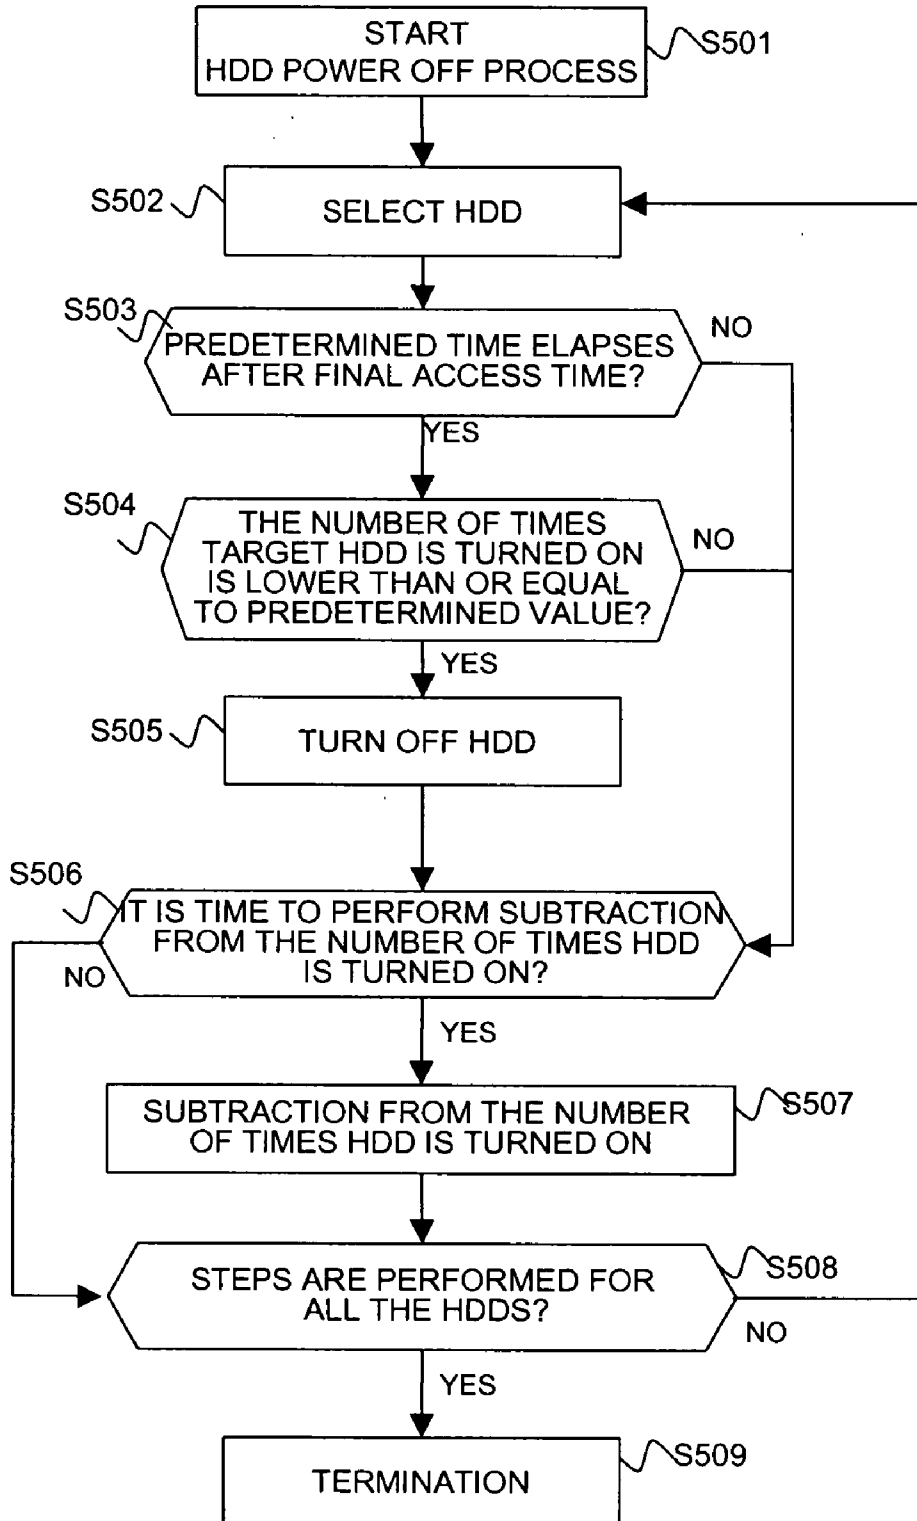 START
HDD POWER OFF PROCESS
S501
S502
SELECT HDD
S503
PREDETERMINED TIME ELAPSES
AFTER FINAL ACCESS TIME?
NO
YES
S504
THE NUMBER OF TIMES
TARGET HDD IS TURNED ON
IS LOWER THAN OR EQUAL
TO PREDETERMINED VALUE?
NO
YES
S505
TURN OFF HDD
S506
IT IS TIME TO PERFORM SUBTRACTION
FROM THE NUMBER OF TIMES HDD
IS TURNED ON?
NO
YES
SUBTRACTION FROM THE NUMBER
OF TIMES HDD IS TURNED ON
S507
STEPS ARE PERFORMED FOR
ALL THE HDDS?
S508
NO
YES
TERMINATION
S509